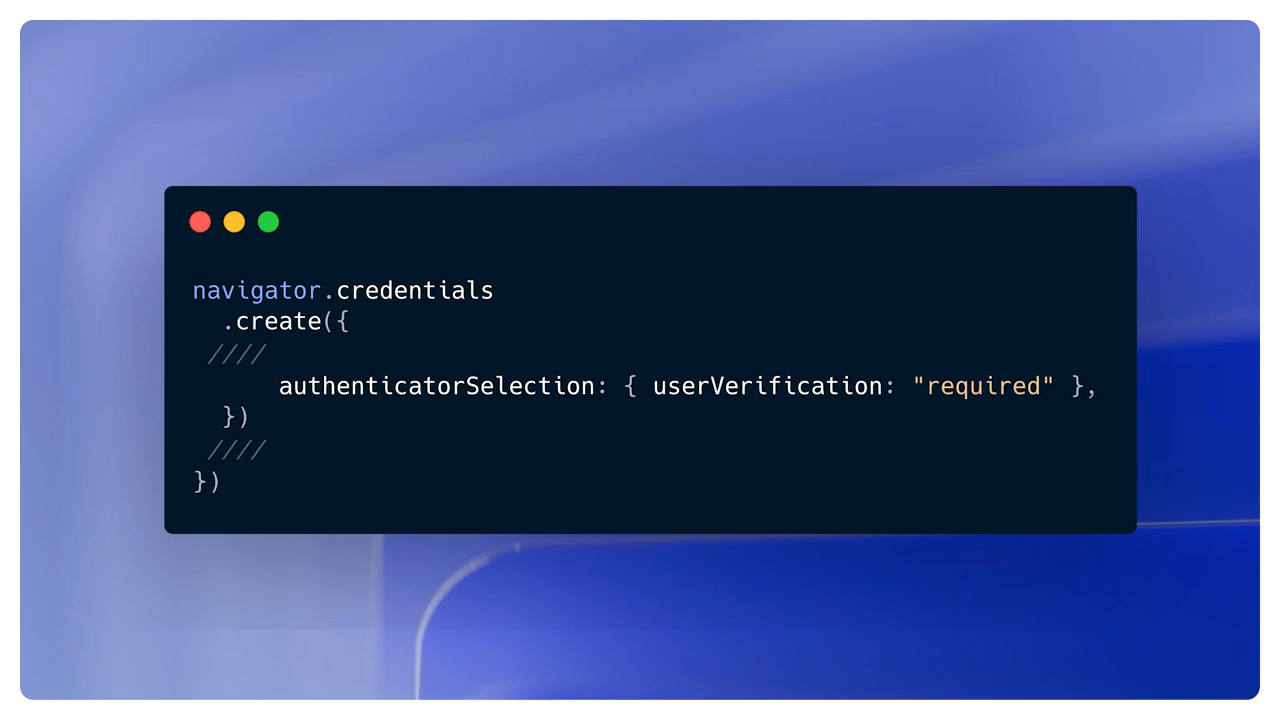 navigator.credentials
.create({
////
authenticatorSelection: { userVerification: "required" },
})
////
})